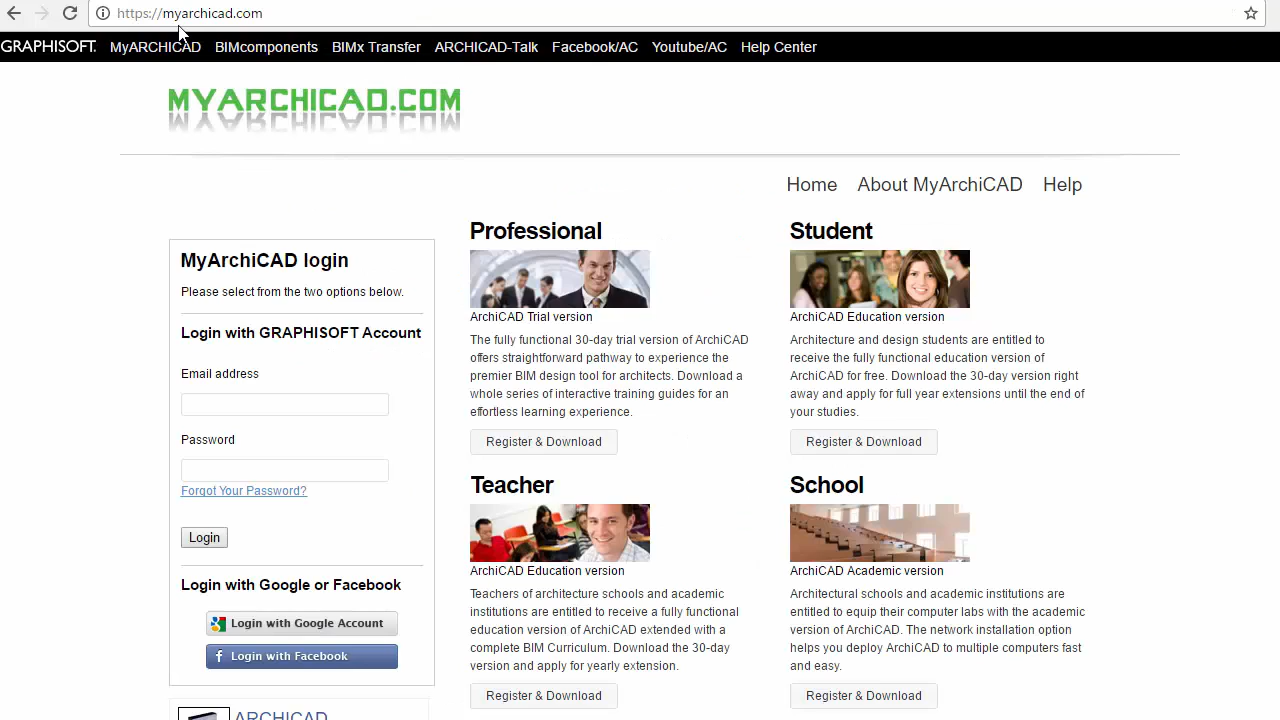 https://myarchicad.com
GRAPHISOFT. MyARCHICAD BIMcomponents BIMx Transfer ARCHICAD-Talk Facebook/AC Youtube/AC Help Center
MYARCHICAD.COM
Home About MyArchiCAD Help
MyArchiCAD login
Please select from the two options below.
Login with GRAPHISOFT Account
Email address
Password
Forgot Your Password?
Login
Login with Google or Facebook
Login with Google Account
Login with Facebook
ARCHICAD
Professional
ArchiCAD Trial version
The fully functional 30-day trial version of ArchiCAD
offers straightforward pathway to experience the
premier BIM design tool for architects. Download a
whole series of interactive training guides for an
effortless learning experience.
Register & Download
Student
ArchiCAD Education version
Architecture and design students are entitled to
receive the fully functional education version of
ArchiCAD for free. Download the 30-day version right
away and apply for full year extensions until the end of
your studies.
Register & Download
Teacher
ArchiCAD Education version
Teachers of architecture schools and academic
institutions are entitled to receive a fully functional
education version of ArchiCAD extended with a
complete BIM Curriculum. Download the 30-day
version and apply for yearly extension.
Register & Download
School
ArchiCAD Academic version
Architectural schools and academic institutions are
entitled to equip their computer labs with the academic
version of ArchiCAD. The network installation option
helps you deploy ArchiCAD to multiple computers fast
and easy.
Register & Download